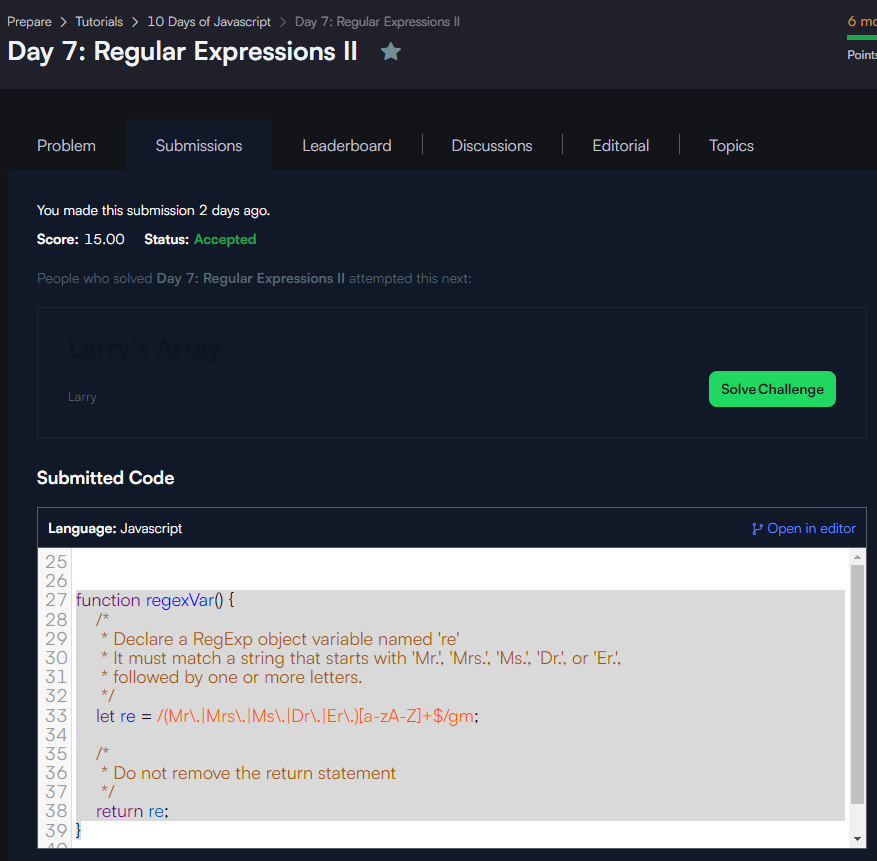 Prepare > Tutorials > 10 Days of Javascript > Day 7: Regular Expressions II
6 mo
Day 7: Regular Expressions II
Points
Problem Submissions Leaderboard Discussions Editorial Topics
You made this submission 2 days ago.
Score: 15.00 Status: Accepted
People who solved Day 7: Regular Expressions II attempted this next:
Larry's Array
Larry
Solve Challenge
Submitted Code
Language: Javascript Open in editor
25
26
27 function regexVar() {
28 /*
29 * Declare a RegExp object variable named 're'
30 * It must match a string that starts with 'Mr.', 'Mrs.', 'Ms.', 'Dr.', or 'Er.',
31 * followed by one or more letters.
32 */
33 let re = /(Mr\.|Mrs\.|Ms\.|Dr\.|Er\.)[a-zA-Z]+$/gm;
34
35 /*
36 * Do not remove the return statement
37 */
38 return re;
39 }